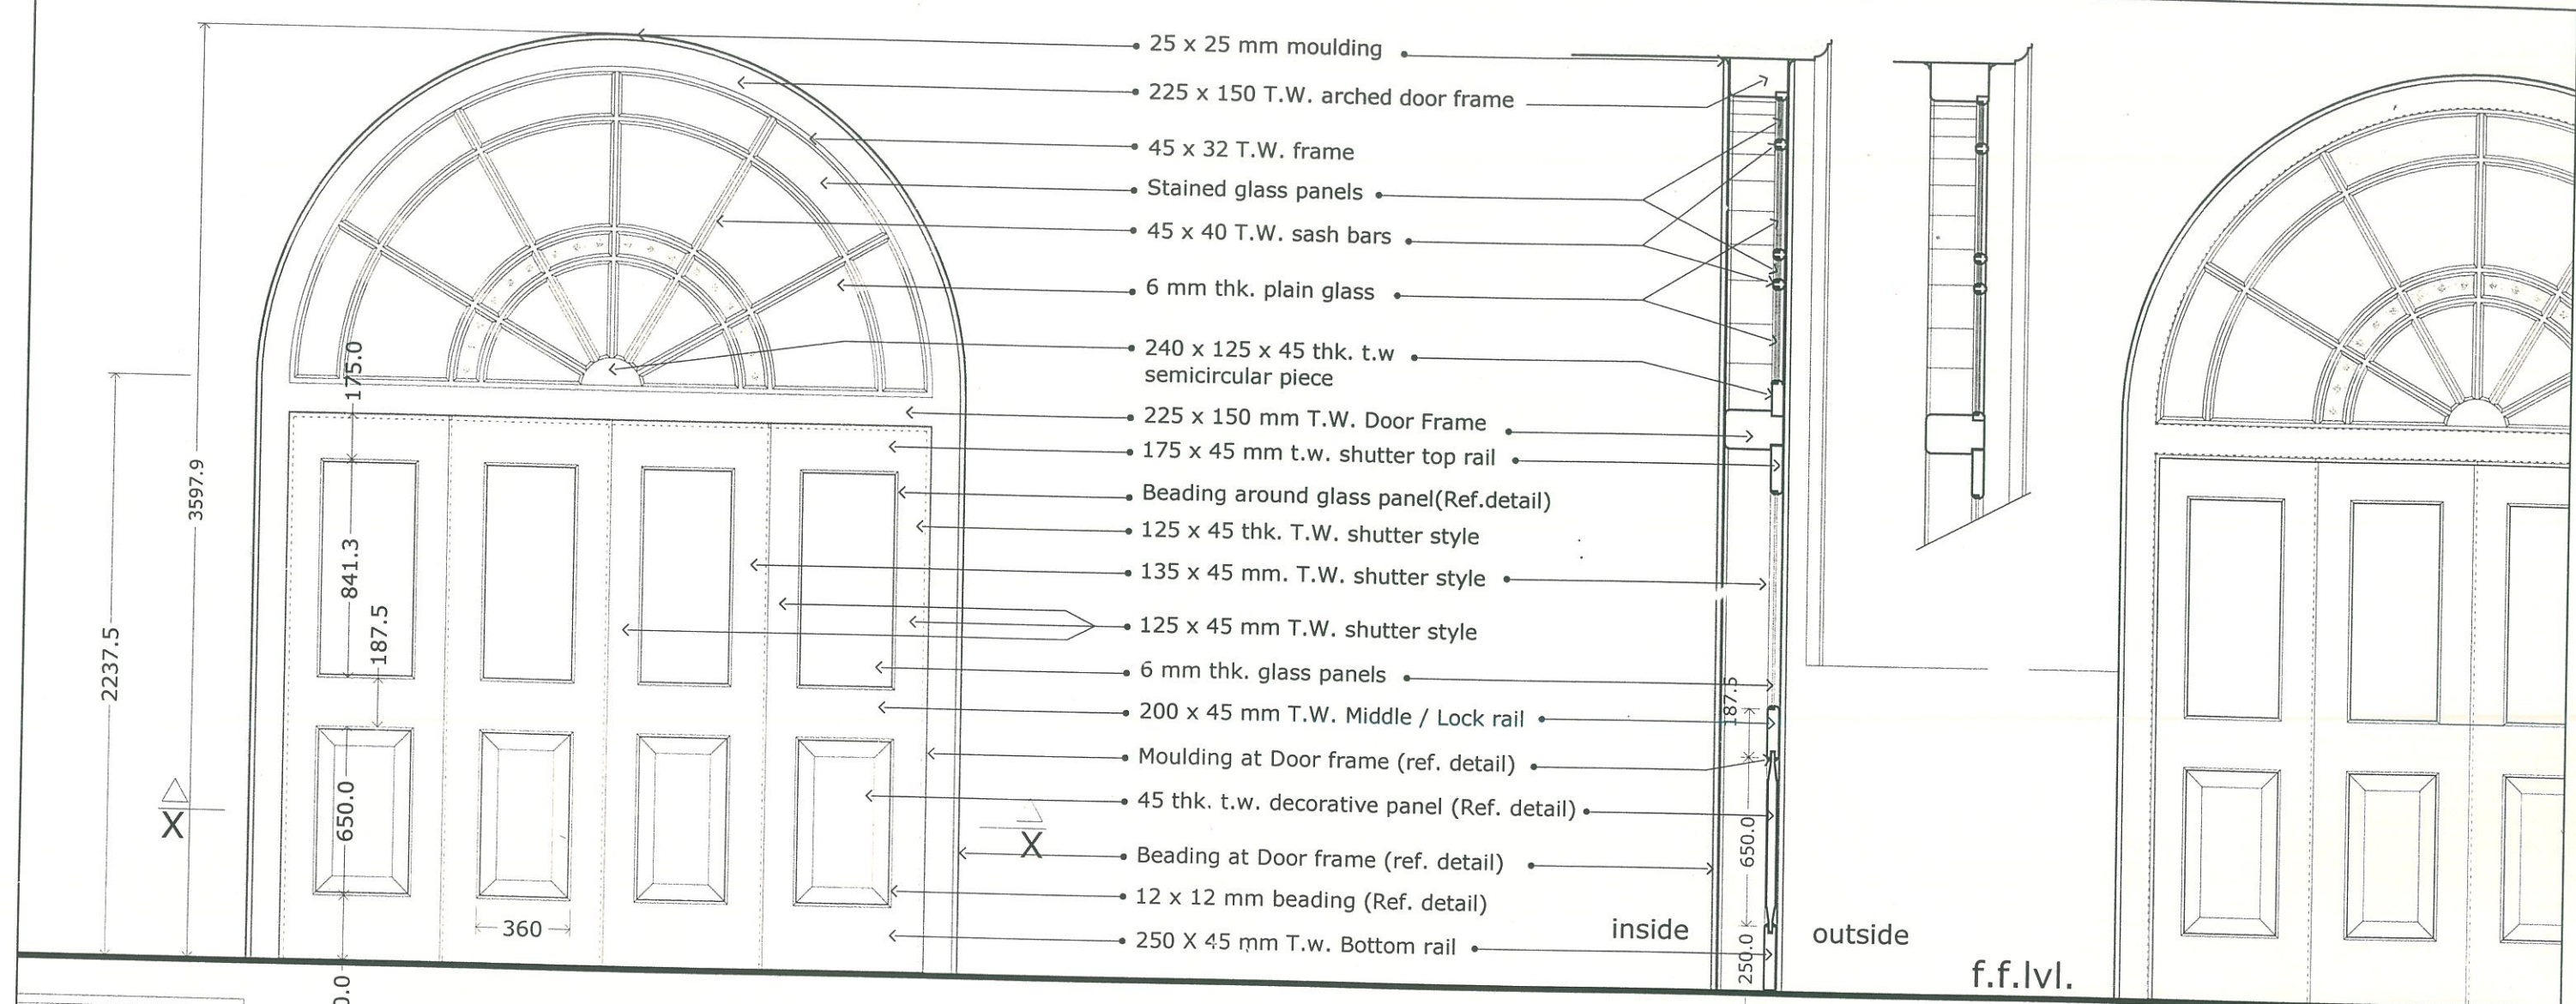 25 x 25 mm moulding
225 x 150 T.W. arched door frame
45 x 32 T.W. frame
Stained glass panels
45 x 40 T.W. sash bars
6 mm thk. plain glass
240 x 125 x 45 thk. t.w
semicircular piece
225 x 150 mm T.W. Door Frame
175 x 45 mm t.w. shutter top rail
Beading around glass panel(Ref.detail)
125 x 45 thk. T.W. shutter style
135 x 45 mm. T.W. shutter style
125 x 45 mm T.W. shutter style
6 mm thk. glass panels
200 x 45 mm T.W. Middle / Lock rail
Moulding at Door frame (ref. detail)
45 thk. t.w. decorative panel (Ref. detail)
Beading at Door frame (ref. detail)
12 x 12 mm beading (Ref. detail)
250 X 45 mm T.w. Bottom rail
2237.5
3597.9
175.0
841.3
187.5
650.0
360
0.0
X
X
187.5
650.0
250.0
inside
outside
f.f.lvl.